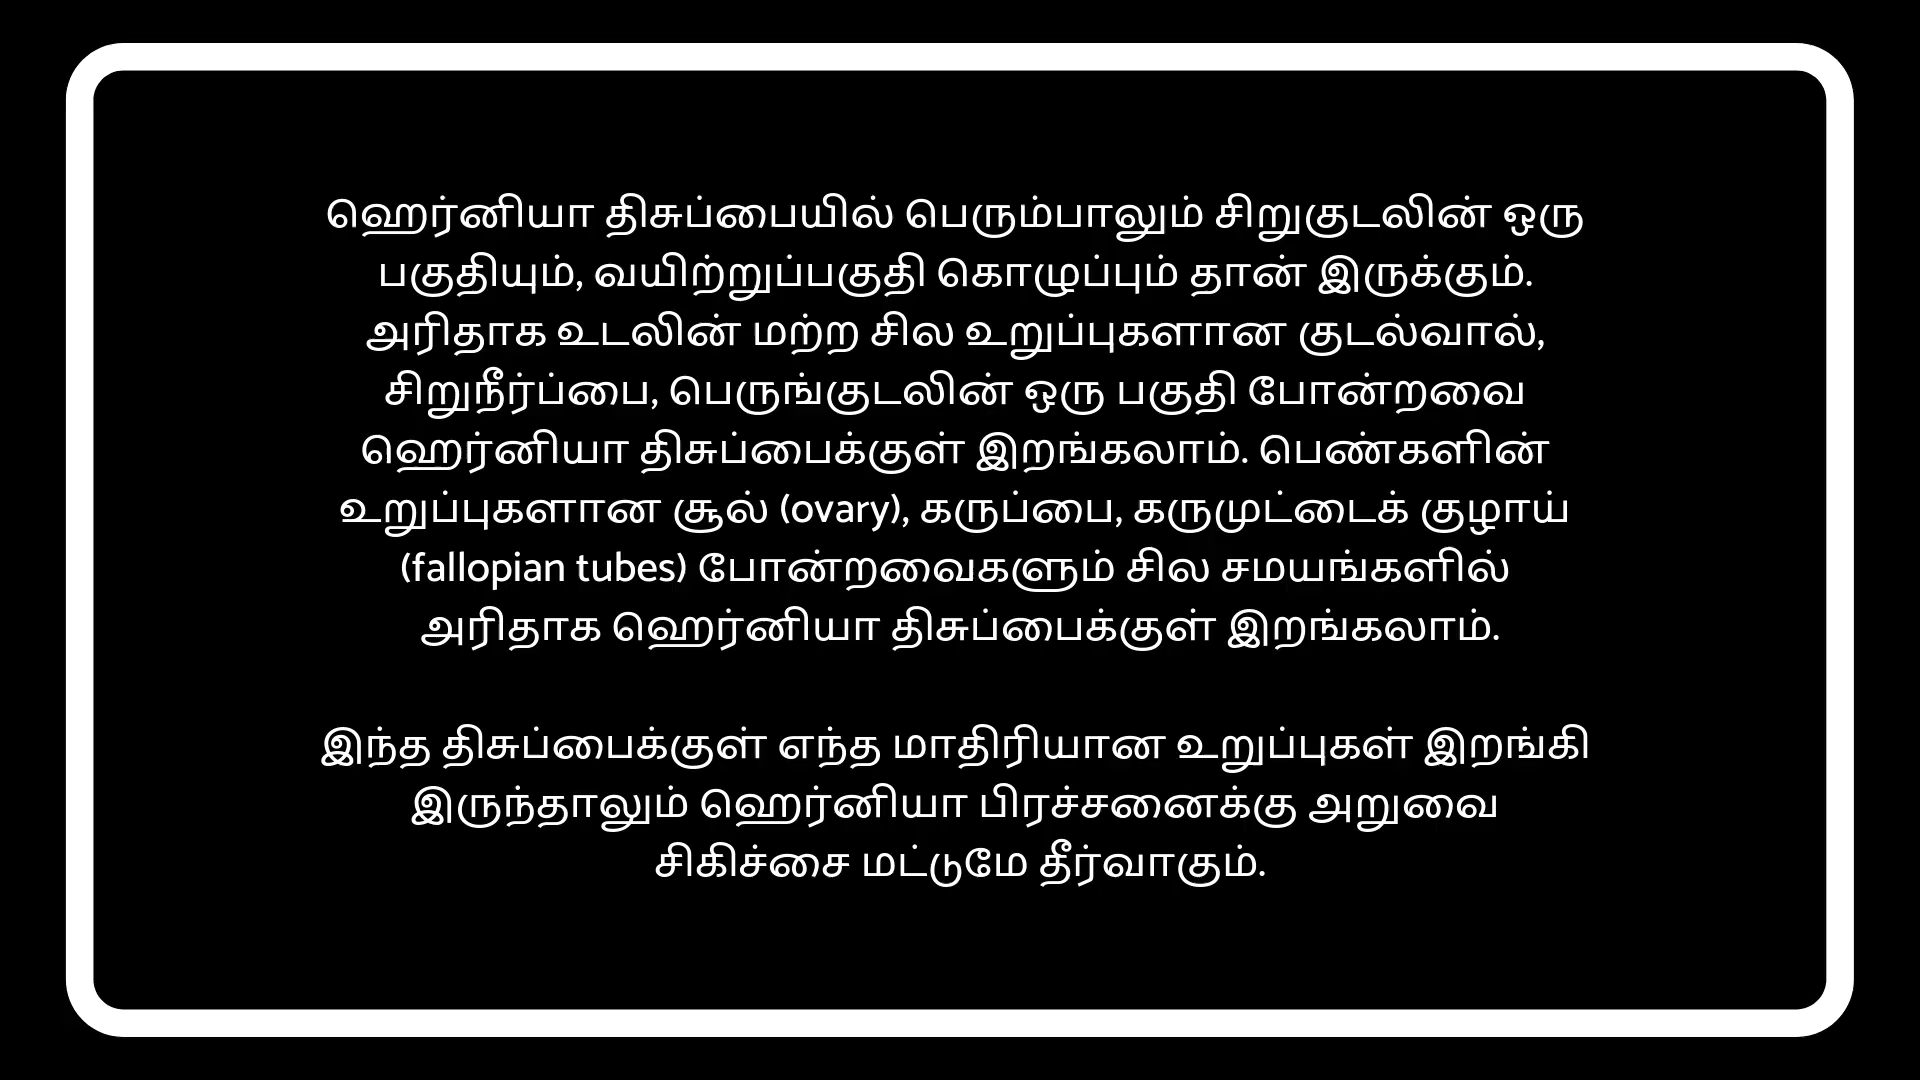 ஹெர்னியா திசுப்பையில் பெரும்பாலும் சிறுகுடலின் ஒரு
பகுதியும், வயிற்றுப்பகுதி கொழுப்பும் தான் இருக்கும்.
அரிதாக உடலின் மற்ற சில உறுப்புகளான குடல்வால்,
சிறுநீர்ப்பை, பெருங்குடலின் ஒரு பகுதி போன்றவை
ஹெர்னியா திசுப்பைக்குள் இறங்கலாம். பெண்களின்
உறுப்புகளான சூல் (ovary), கருப்பை, கருமுட்டைக் குழாய்
(fallopian tubes) போன்றவைகளும் சில சமயங்களில்
அரிதாக ஹெர்னியா திசுப்பைக்குள் இறங்கலாம்.
இந்த திசுப்பைக்குள் எந்த மாதிரியான உறுப்புகள் இறங்கி
இருந்தாலும் ஹெர்னியா பிரச்சனைக்கு அறுவை
சிகிச்சை மட்டுமே தீர்வாகும்.